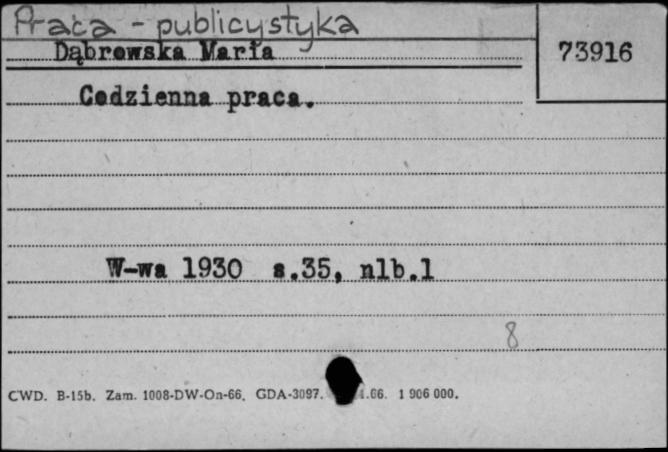 Praca - publicystyka
Dąbrowska Maria
73916
Codzienna praca.
W-wa 1930 s.35, nlb.1
8
CWD. B-15b. Zam. 1008-DW-On-66. GDA-3097. .66. 1 906 000.